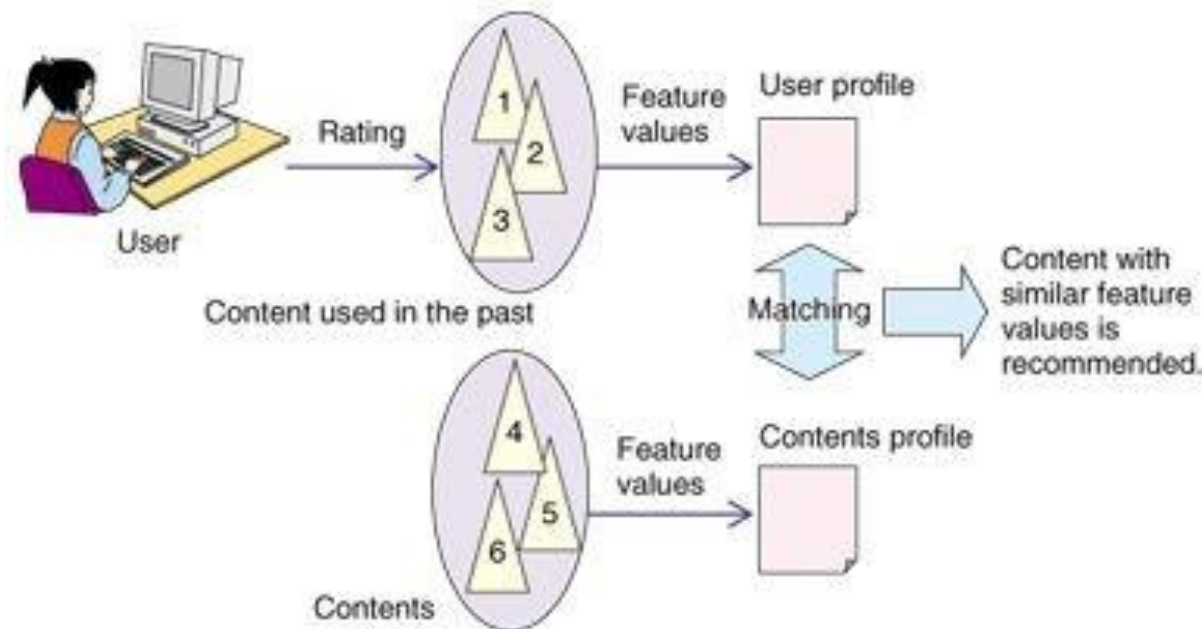 User
Rating
1
2
3
Content used in the past
Feature
values
User profile
Matching
Content with
similar feature
values is
recommended.
4
5
6
Contents
Feature
values
Contents profile